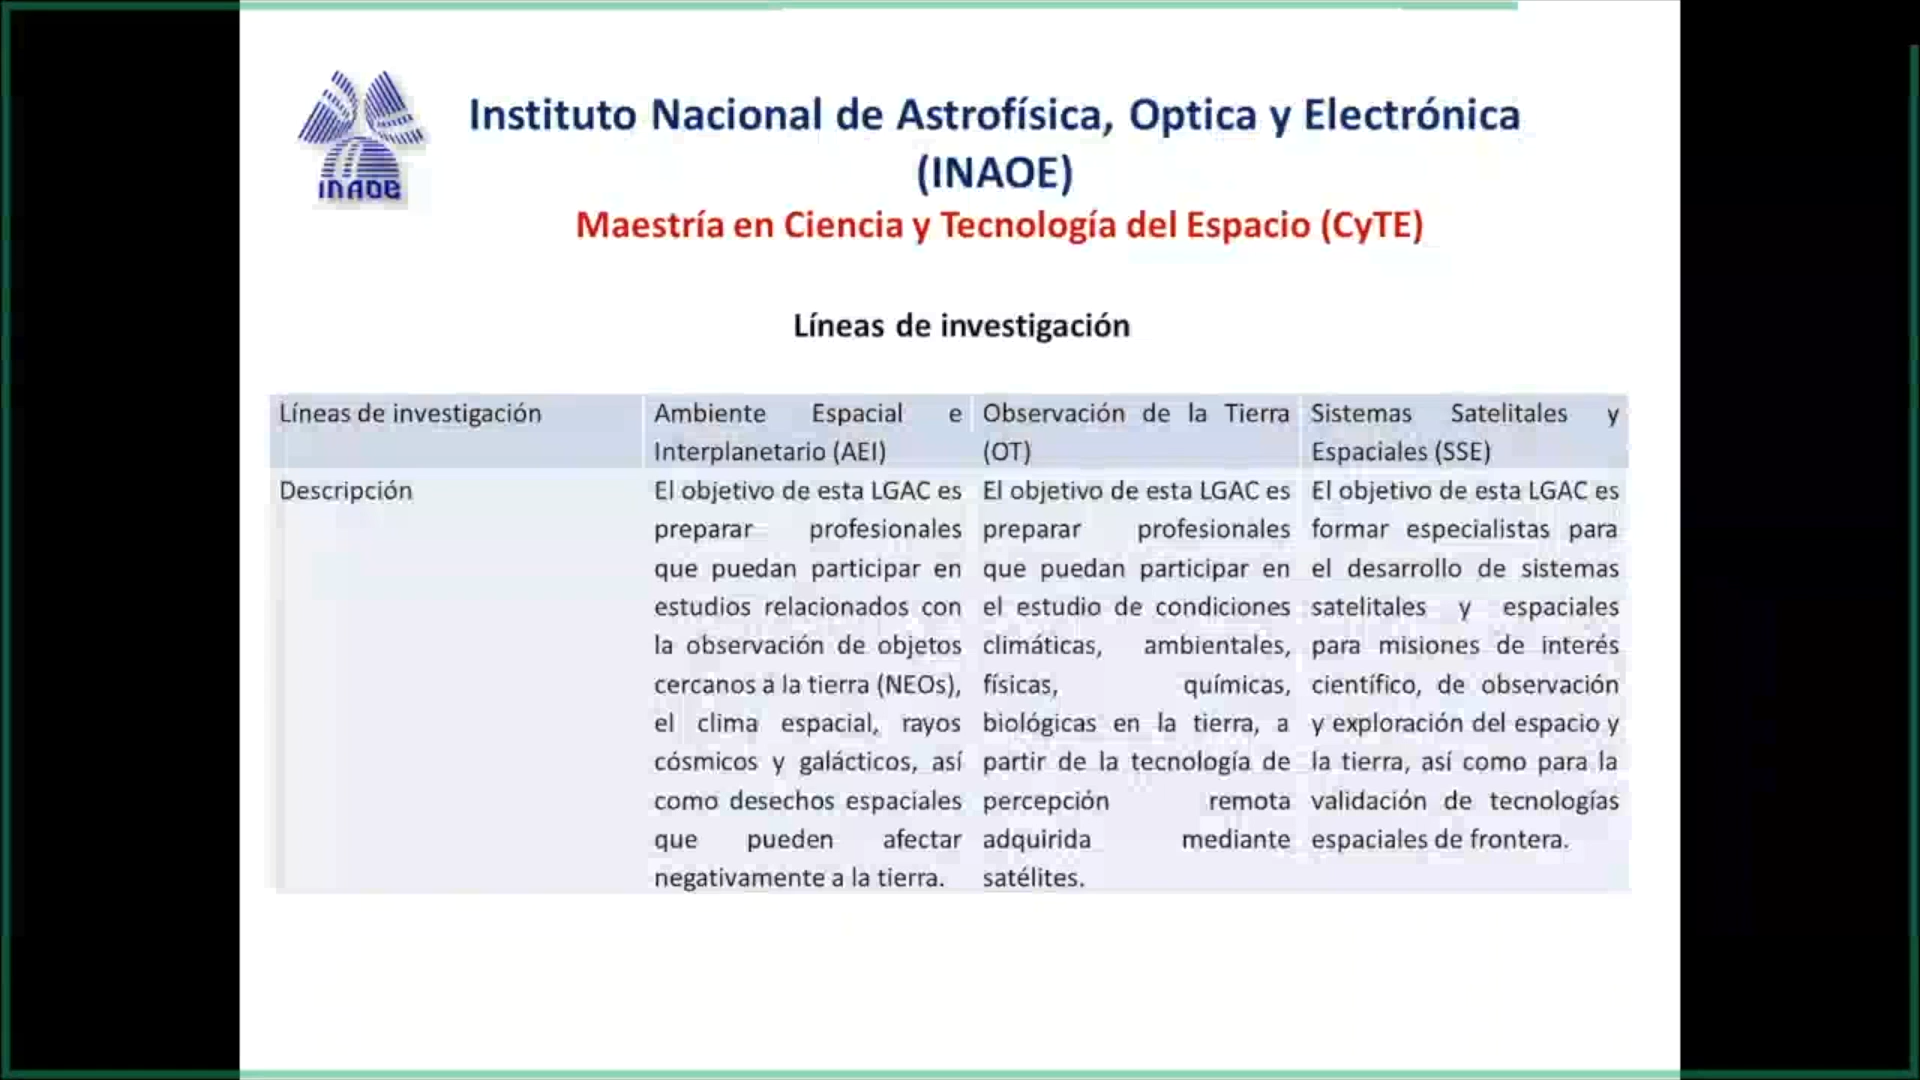 INAOE
Instituto Nacional de Astrofísica, Optica y Electrónica
(INAOE)
Maestría en Ciencia y Tecnología del Espacio (CyTE)
Líneas de investigación
Líneas de investigación
Ambiente Espacial e
Interplanetario (AEI)
Observación de la Tierra
(OT)
Sistemas Satelitales y
Espaciales (SSE)
Descripción
El objetivo de esta LGAC es
preparar profesionales
que puedan participar en
estudios relacionados con
la observación de objetos
cercanos a la tierra (NEOs),
el clima espacial, rayos
cósmicos y galácticos, así
como desechos espaciales
que pueden afectar
negativamente a la tierra.
El objetivo de esta LGAC es
preparar profesionales
que puedan participar en
el estudio de condiciones
climáticas, ambientales,
físicas, químicas,
biológicas en la tierra, a
partir de la tecnología de
percepción remota
adquirida mediante
satélites.
El objetivo de esta LGAC es
formar especialistas para
el desarrollo de sistemas
satelitales y espaciales
para misiones de interés
científico, de observación
y exploración del espacio y
la tierra, así como para la
validación de tecnologías
espaciales de frontera.